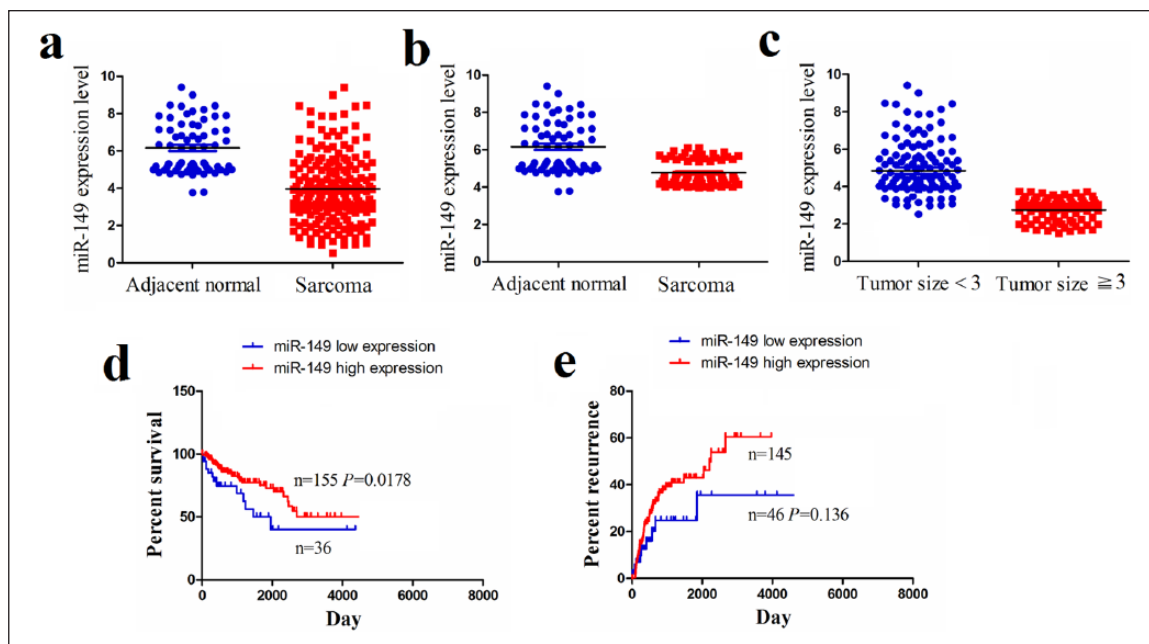 a
miR-149 expression level
10
8
6
4
2
0
Adjacent normal
Sarcoma
b
miR-149 expression level
10
8
6
4
2
0
Adjacent normal
Sarcoma
c
miR-149 expression level
10
8
6
4
2
0
Tumor size < 3
Tumor size ≧ 3
d
miR-149 low expression
miR-149 high expression
Percent survival
150
100
50
0
n=155 P=0.0178
n=36
0 2000 4000 6000 8000
Day
e
miR-149 low expression
miR-149 high expression
Percent recurrence
80
60
40
20
0
n=145
n=46 P=0.136
0 2000 4000 6000 8000
Day